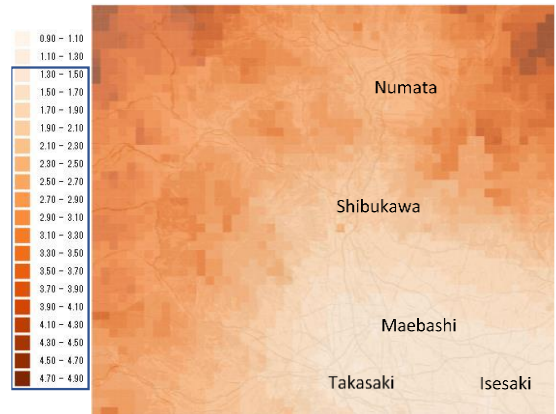 0.90 - 1.10
1.10 - 1.30
1.30 - 1.50
1.50 - 1.70
1.70 - 1.90
1.90 - 2.10
2.10 - 2.30
2.30 - 2.50
2.50 - 2.70
2.70 - 2.90
2.90 - 3.10
3.10 - 3.30
3.30 - 3.50
3.50 - 3.70
3.70 - 3.90
3.90 - 4.10
4.10 - 4.30
4.30 - 4.50
4.50 - 4.70
4.70 - 4.90
Numata
Shibukawa
Maebashi
Takasaki Isesaki